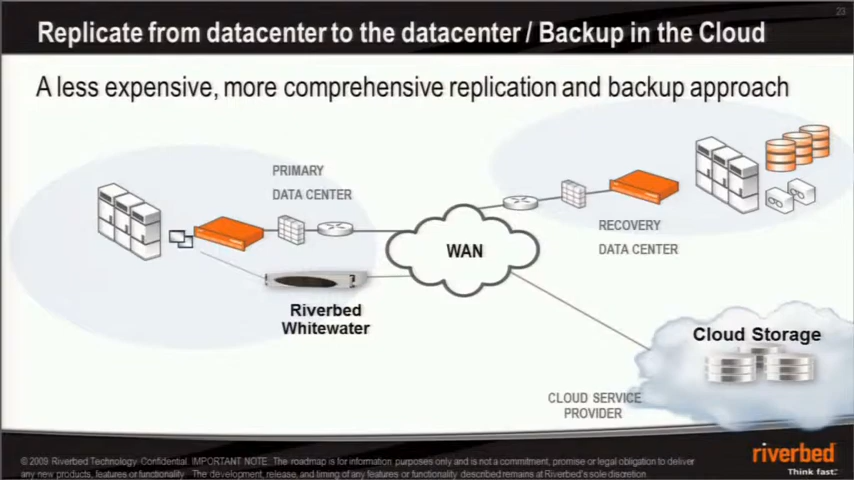 23
Replicate from datacenter to the datacenter / Backup in the Cloud
A less expensive, more comprehensive replication and backup approach
PRIMARY
DATA CENTER
RECOVERY
DATA CENTER
WAN
Riverbed
Whitewater
Cloud Storage
CLOUD SERVICE
PROVIDER
© 2009 Riverbed Technology Confidential. IMPORTANT NOTE: The roadmap is for information purposes only and is not a commitment, promise or legal obligation to deliver
any new products, features or functionality. The development, release, and timing of any features or functionality described remains at Riverbed's sole discretion.
riverbed
Think fast.™